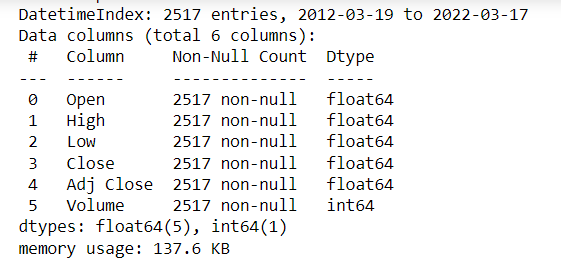 DatetimeIndex: 2517 entries, 2012-03-19 to 2022-03-17
Data columns (total 6 columns):
 #   Column     Non-Null Count  Dtype
---  ------     --------------  -----
 0   Open       2517 non-null   float64
 1   High       2517 non-null   float64
 2   Low        2517 non-null   float64
 3   Close      2517 non-null   float64
 4   Adj Close  2517 non-null   float64
 5   Volume     2517 non-null   int64
dtypes: float64(5), int64(1)
memory usage: 137.6 KB